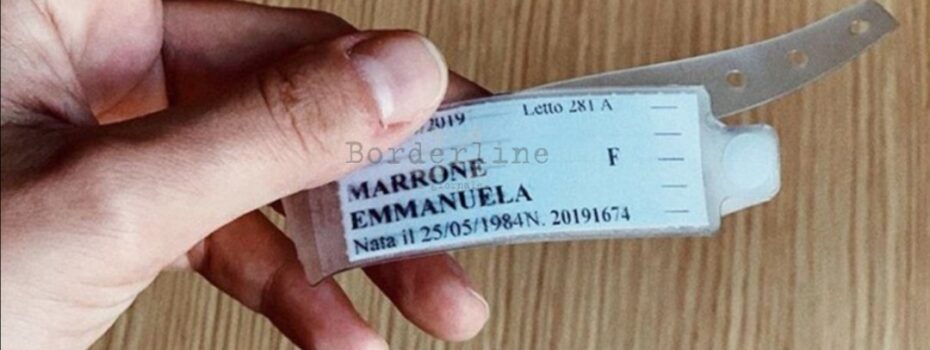 /2019 Letto 281 A
Borderline
MARRONE F
EMMANUELA
Nata il 25/05/1984N. 20191674